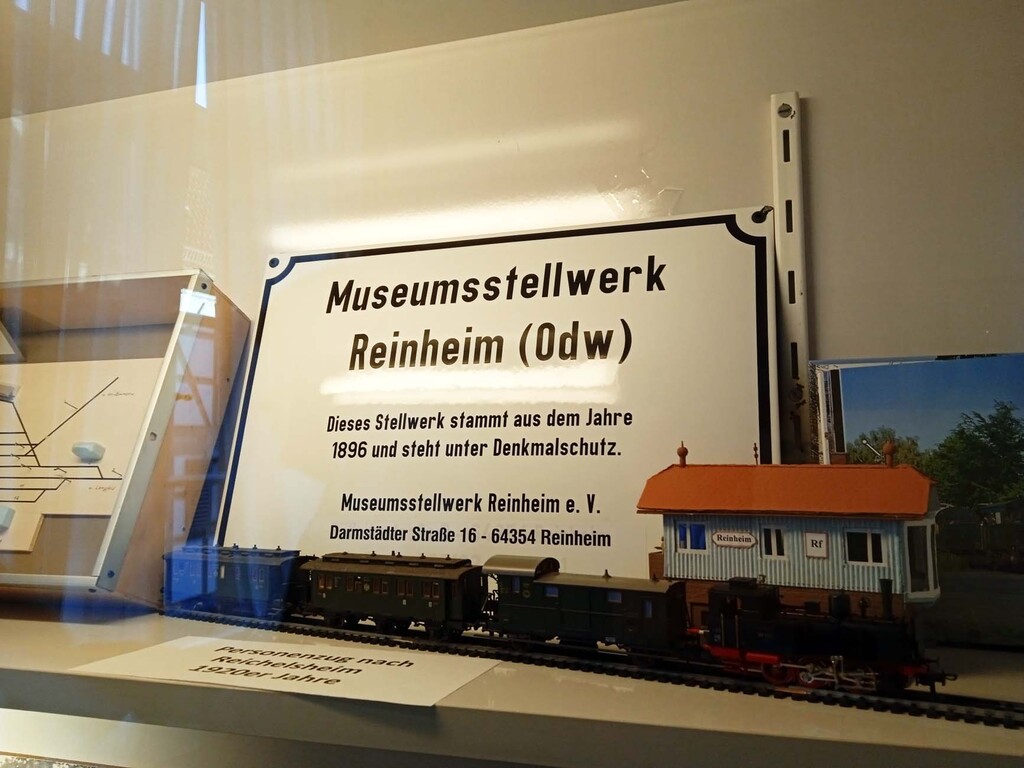 Museumsstellwerk
Reinheim (Odw)
Dieses Stellwerk stammt aus dem Jahre
1896 und steht unter Denkmalschutz.
Museumsstellwerk Reinheim e. V.
Darmstädter Straße 16 - 64354 Reinheim
Reinheim
Rf
Personenzug nach
Reichelsheim
1920er Jahre